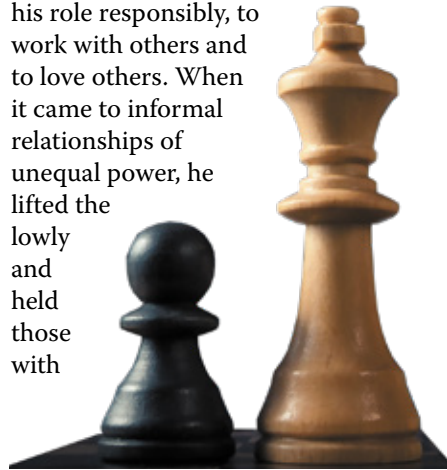 his role responsibly, to
work with others and
to love others. When
it came to informal
relationships of
unequal power, he
lifted the
lowly
and
held
those
with